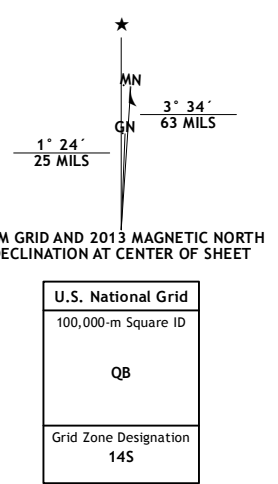 ★
MN
3° 34´
63 MILS
GN
1° 24´
25 MILS
M GRID AND 2013 MAGNETIC NORTH
DECLINATION AT CENTER OF SHEET
U.S. National Grid
100,000-m Square ID
QB
Grid Zone Designation
14S